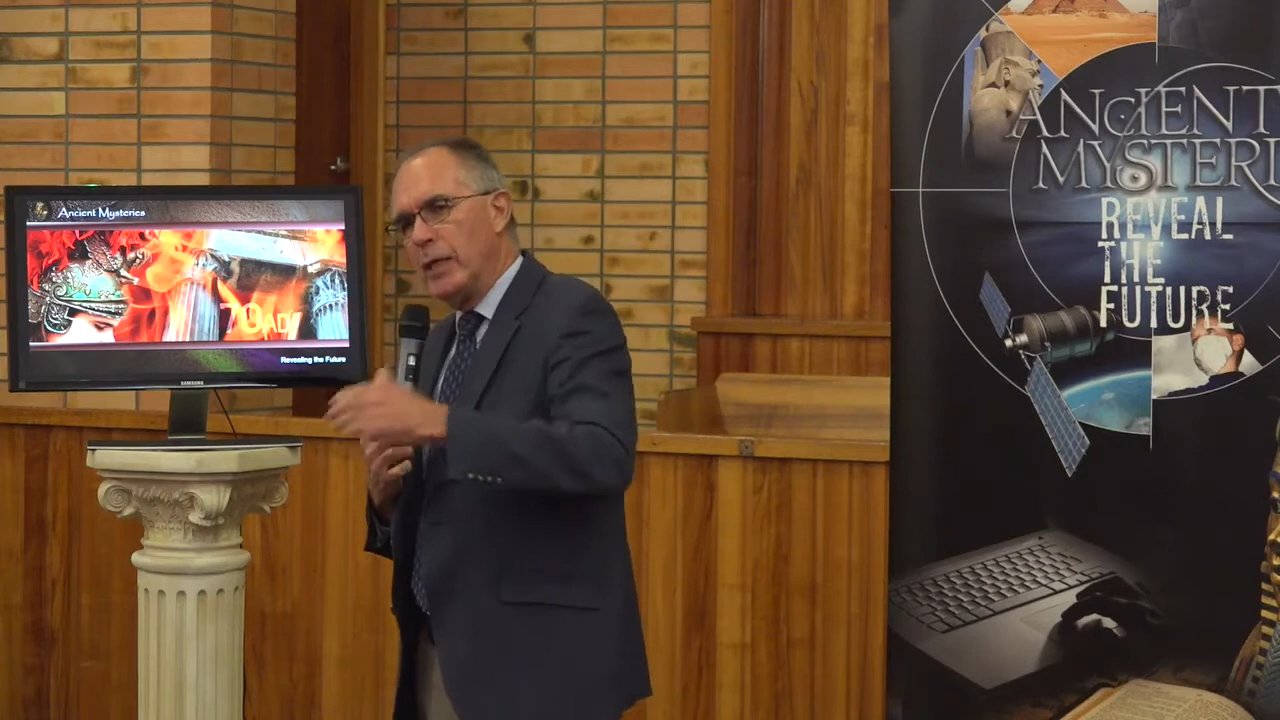 Ancient Mysteries
70AD
Revealing the Future
SAMSUNG
ANCIENT
MYSTERI
REVEAL
THE
FUTURE